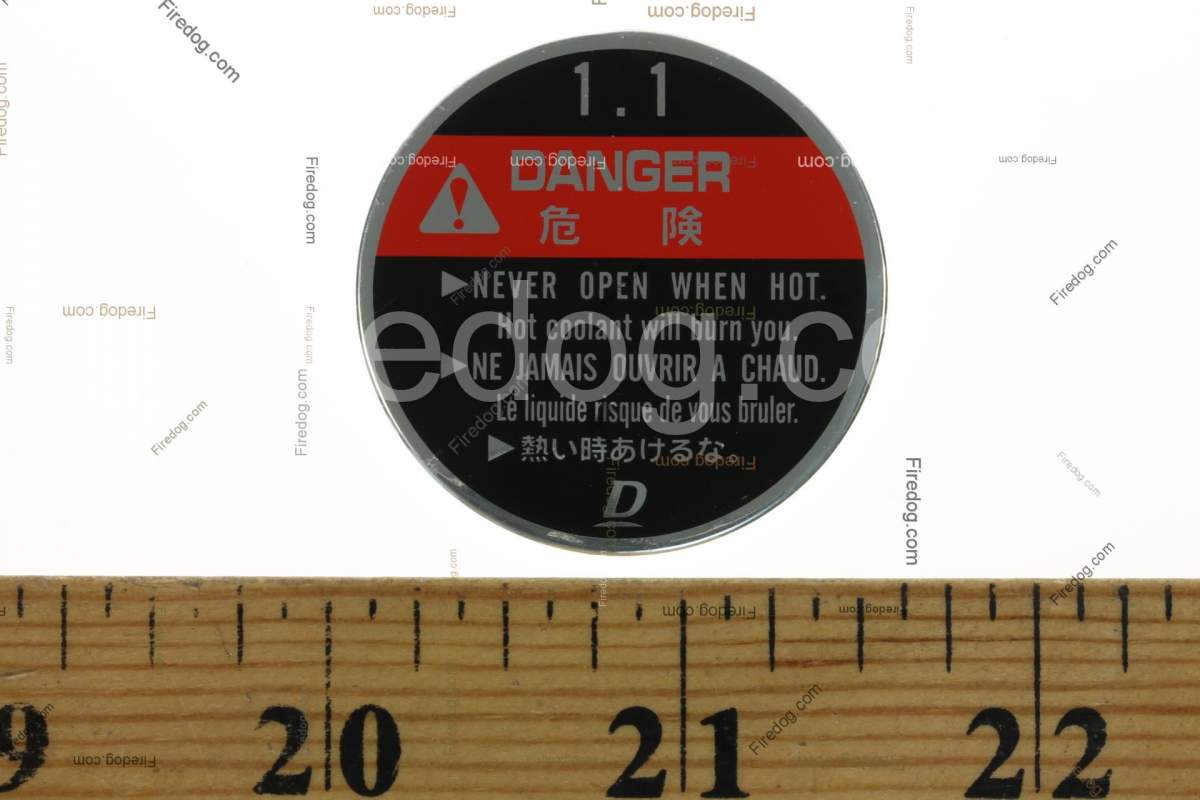 1.1
DANGER
危 険
▶NEVER OPEN WHEN HOT.
Hot coolant will burn you.
▶NE JAMAIS OUVRIR A CHAUD.
Le liquide risque de vous bruler.
▶熱い時あけるな。
D
Firedog.com
9 20 21 22